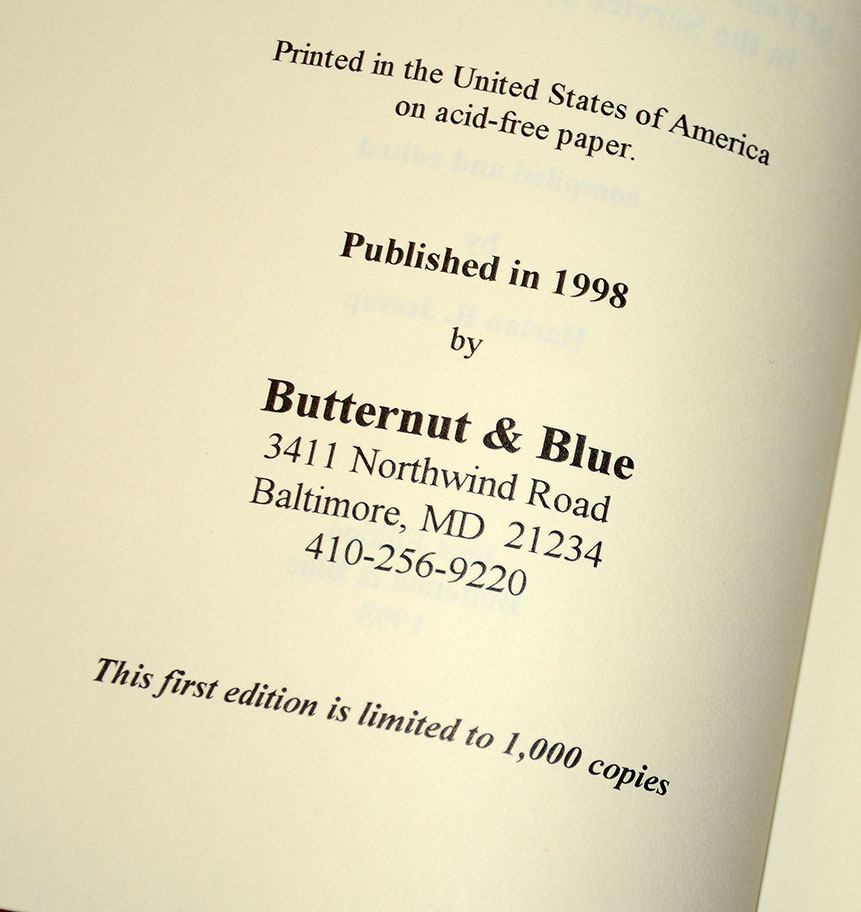 Printed in the United States of America
on acid-free paper.
Published in 1998
by
Butternut & Blue
3411 Northwind Road
Baltimore, MD 21234
410-256-9220
This first edition is limited to 1,000 copies